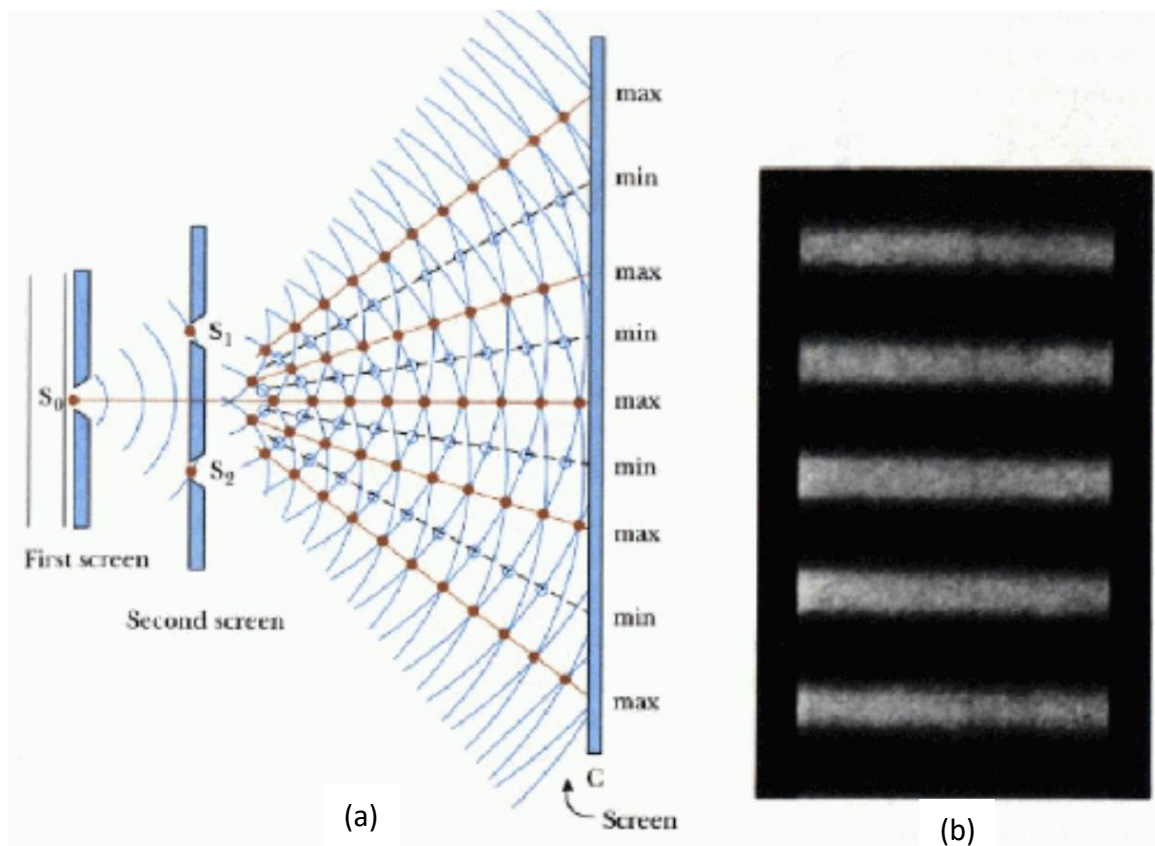 max
min
max
min
S1
S0
max
min
S2
max
First screen
min
Second screen
max
C
Screen
(a)
(b)